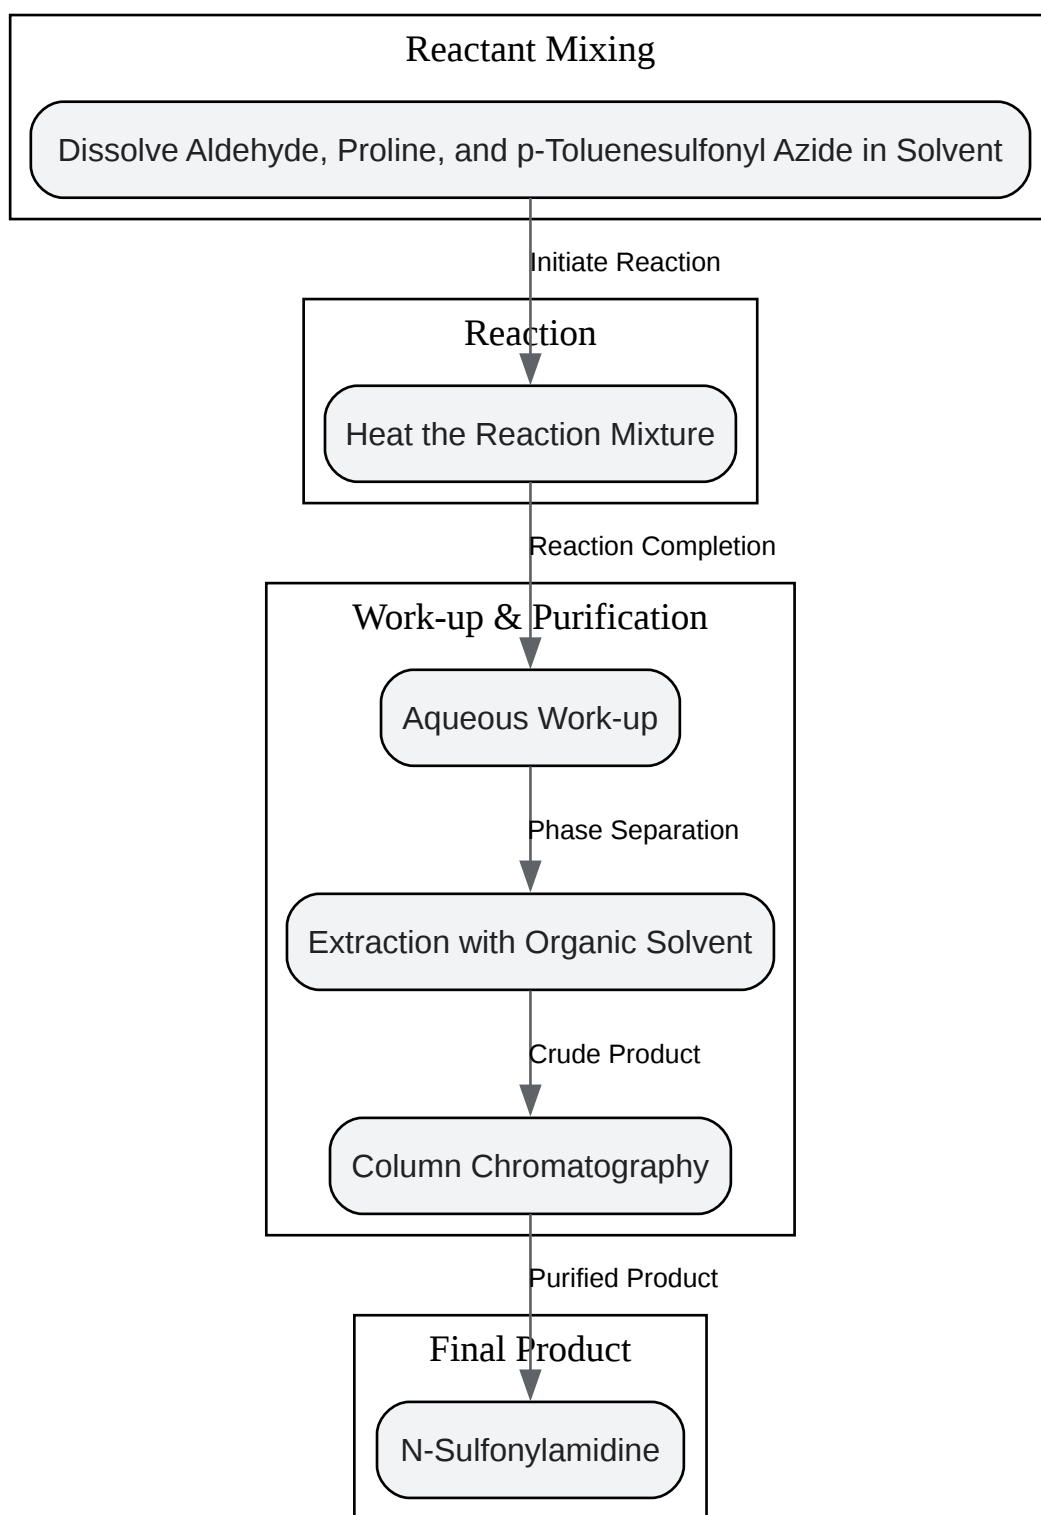 Reactant Mixing
Dissolve Aldehyde, Proline, and p-Toluenesulfonyl Azide in Solvent
Initiate Reaction
Reaction
Heat the Reaction Mixture
Reaction Completion
Work-up & Purification
Aqueous Work-up
Phase Separation
Extraction with Organic Solvent
Crude Product
Column Chromatography
Purified Product
Final Product
N-Sulfonylamidine